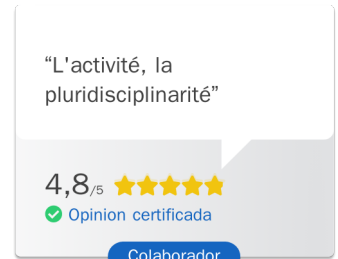 “L'activité, la
pluridisciplinarité”
4,8/5
Opinion certificada
Colaborador